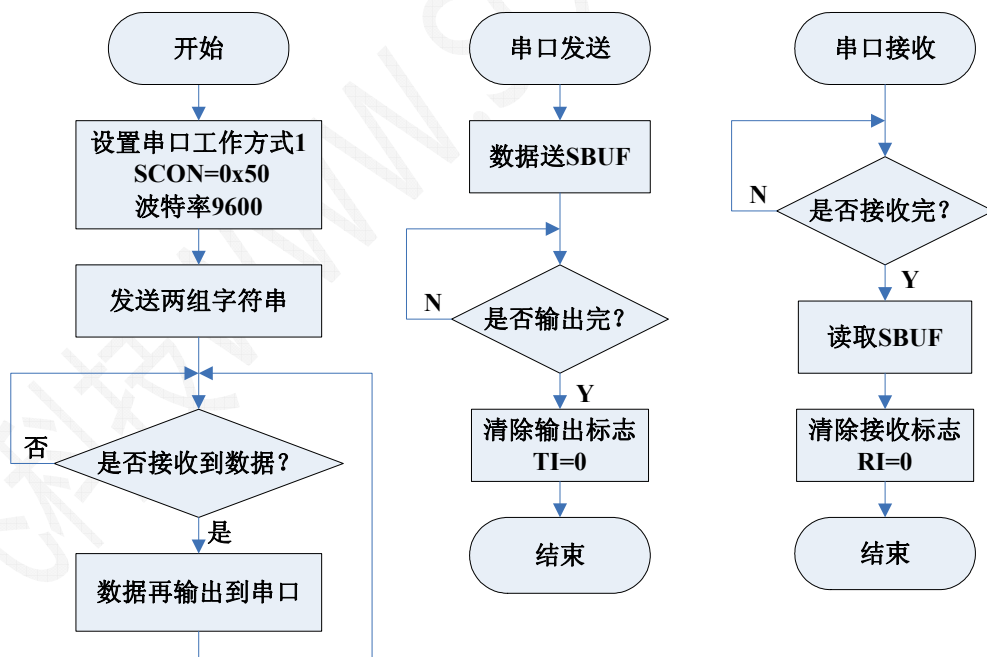 开始
设置串口工作方式1
SCON=0x50
波特率9600
发送两组字符串
否
是否接收到数据？
是
数据再输出到串口
串口发送
数据送SBUF
N
是否输出完？
Y
清除输出标志
TI=0
结束
串口接收
N
是否接收完？
Y
读取SBUF
清除接收标志
RI=0
结束
科技WWW.S